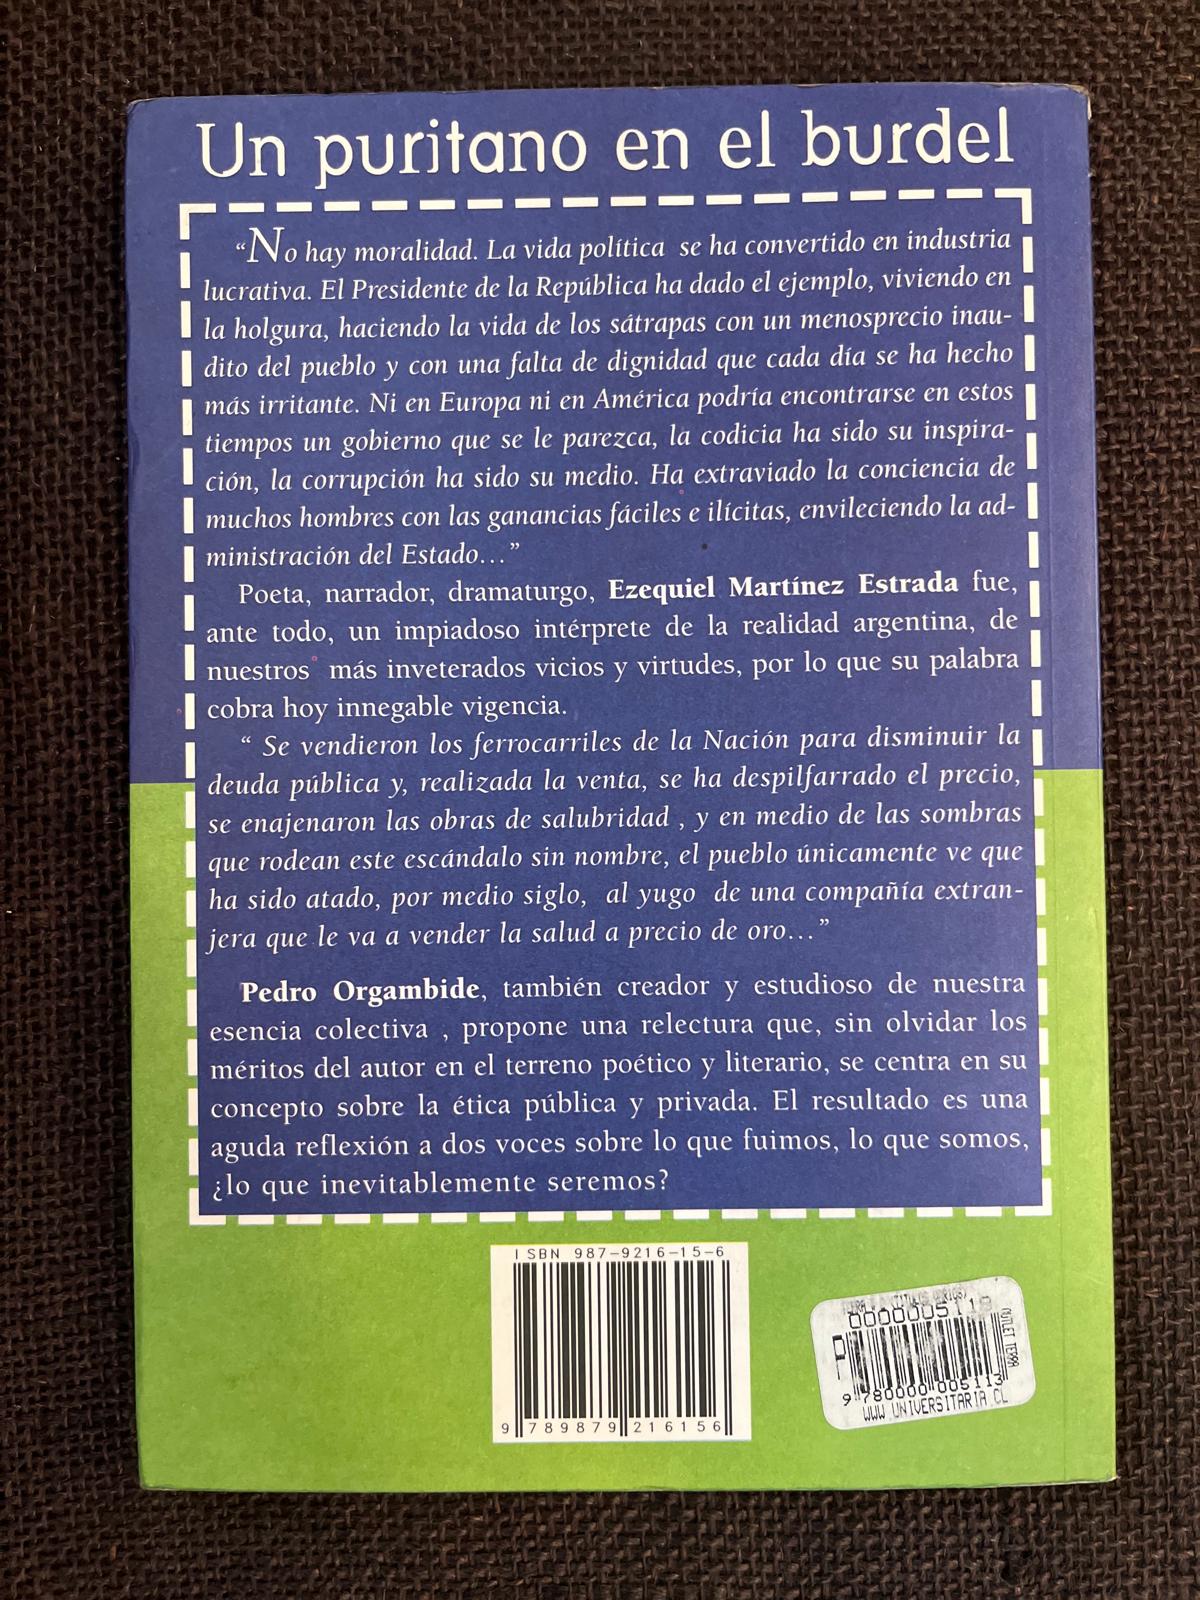 Un puritano en el burdel
“No hay moralidad. La vida política se ha convertido en industria
lucrativa. El Presidente de la República ha dado el ejemplo, viviendo en
la holgura, haciendo la vida de los sátrapas con un menosprecio inau-
dito del pueblo y con una falta de dignidad que cada día se ha hecho
más irritante. Ni en Europa ni en América podría encontrarse en estos
tiempos un gobierno que se le parezca, la codicia ha sido su inspira-
ción, la corrupción ha sido su medio. Ha extraviado la conciencia de
muchos hombres con las ganancias fáciles e ilícitas, envileciendo la ad-
ministración del Estado...”
Poeta, narrador, dramaturgo, Ezequiel Martínez Estrada fue,
ante todo, un impiadoso intérprete de la realidad argentina, de
nuestros más inveterados vicios y virtudes, por lo que su palabra
cobra hoy innegable vigencia.
“ Se vendieron los ferrocarriles de la Nación para disminuir la
deuda pública y, realizada la venta, se ha despilfarrado el precio,
se enajenaron las obras de salubridad , y en medio de las sombras
que rodean este escándalo sin nombre, el pueblo únicamente ve que
ha sido atado, por medio siglo, al yugo de una compañía extran-
jera que le va a vender la salud a precio de oro...”
Pedro Orgambide, también creador y estudioso de nuestra
esencia colectiva , propone una relectura que, sin olvidar los
méritos del autor en el terreno poético y literario, se centra en su
concepto sobre la ética pública y privada. El resultado es una
aguda reflexión a dos voces sobre lo que fuimos, lo que somos,
¿lo que inevitablemente seremos?
ISBN 987-9216-15-6
9 789879 216156
OUTLET TERRA
9 780000 005113
WWW.UNIVERSITARIA.CL